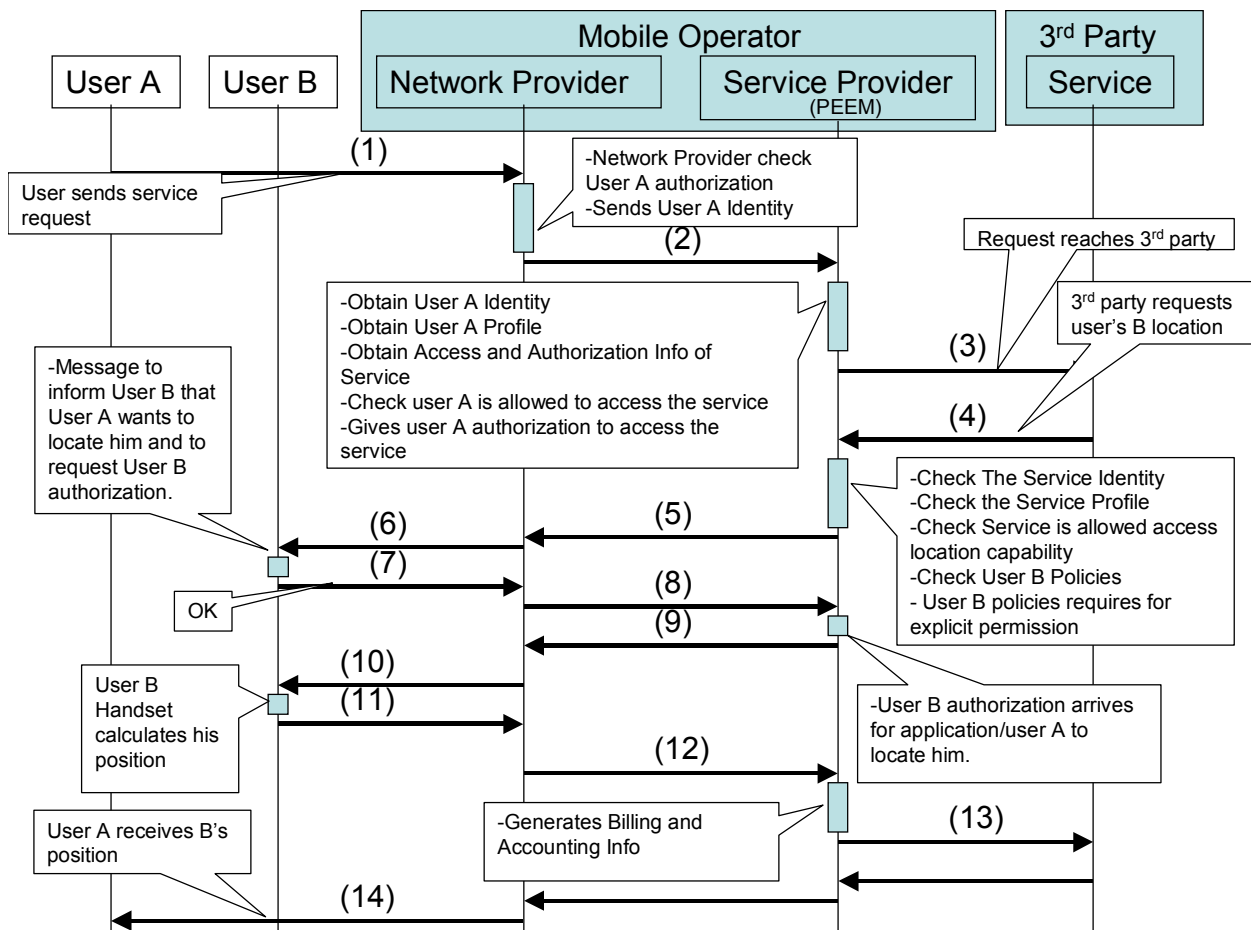 Mobile Operator
3rd Party
User A
User B
Network Provider
Service Provider
(PEEM)
Service
(1)
User sends service
request
-Network Provider check
User A authorization
-Sends User A Identity
(2)
Request reaches 3rd party
-Obtain User A Identity
-Obtain User A Profile
-Obtain Access and Authorization Info of
Service
-Check user A is allowed to access the service
-Gives user A authorization to access the
service
3rd party requests
user's B location
(3)
-Message to
inform User B that
User A wants to
locate him and to
request User B
authorization.
(4)
-Check The Service Identity
-Check the Service Profile
-Check Service is allowed access
location capability
-Check User B Policies
- User B policies requires for
explicit permission
(5)
(6)
(7)
OK
(8)
(9)
(10)
User B
Handset
calculates his
position
(11)
-User B authorization arrives
for application/user A to
locate him.
(12)
-Generates Billing and
Accounting Info
(13)
User A receives B's
position
(14)